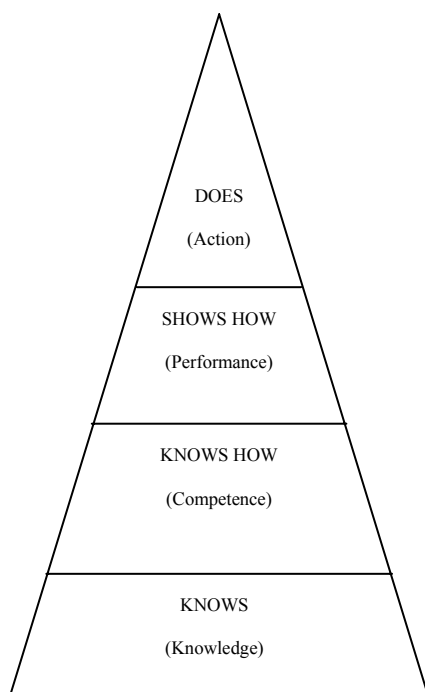 DOES
(Action)
SHOWS HOW
(Performance)
KNOWS HOW
(Competence)
KNOWS
(Knowledge)